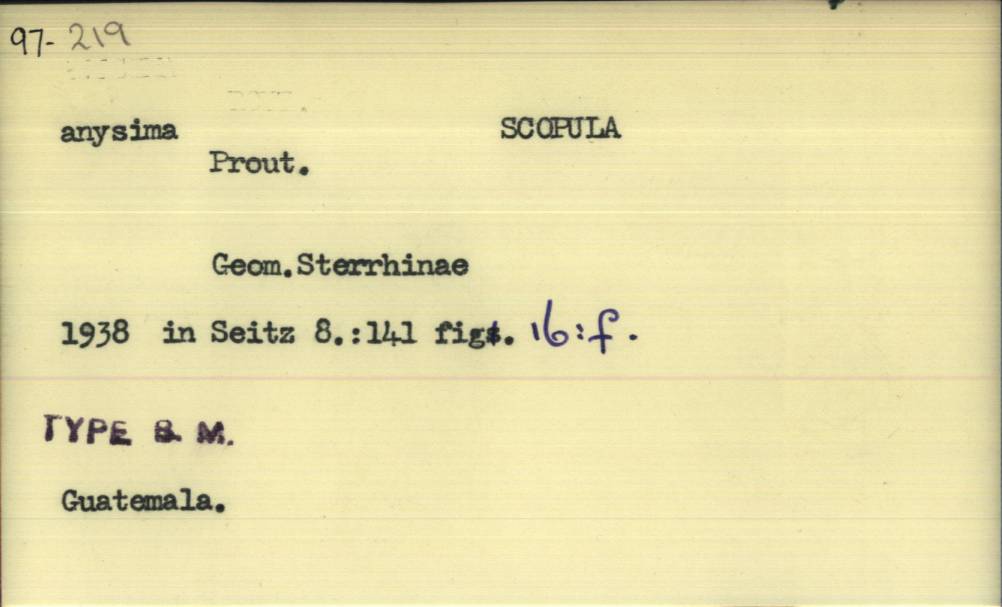 97-219
anysima SCOPULA
Prout.
Geom.Sterrhinae
1938 in Seitz 8.:141 fig. 16:f.
TYPE B. M.
Guatemala.